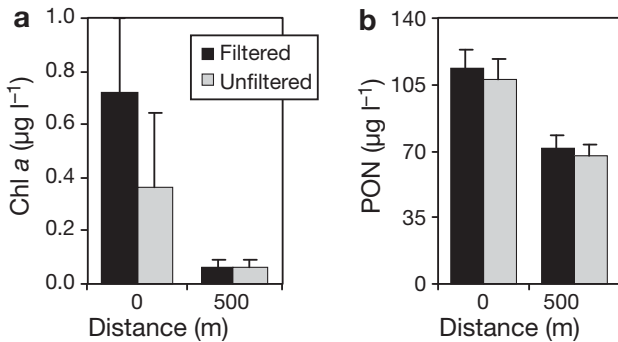 a
1.0
0.8
0.6
0.4
0.2
0.0
Chl a (µg l⁻¹)
Filtered
Unfiltered
0 500
Distance (m)
b
140
105
70
35
0
PON (µg l⁻¹)
0 500
Distance (m)